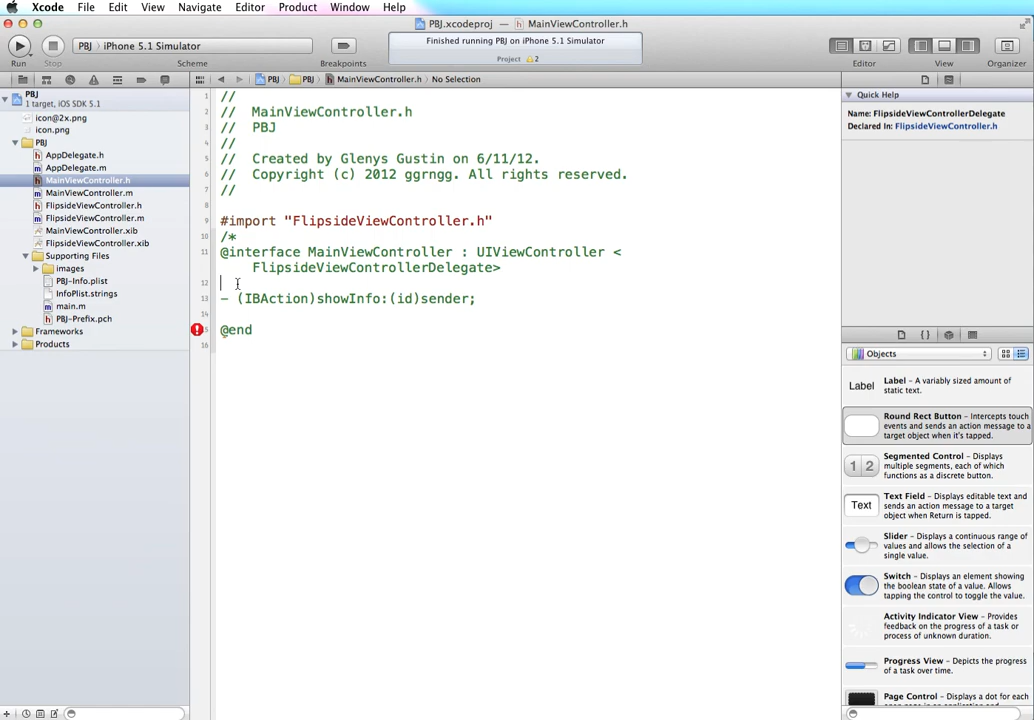 Xcode File Edit View Navigate Editor Product Window Help
PBJ.xcodeproj — MainViewController.h
Run Stop PBJ iPhone 5.1 Simulator Scheme Breakpoints
Finished running PBJ on iPhone 5.1 Simulator
Project 2
Editor View Organizer
PBJ PBJ MainViewController.h No Selection
PBJ
1 target, iOS SDK 5.1
icon@2x.png
icon.png
PBJ
AppDelegate.h
AppDelegate.m
MainViewController.h
MainViewController.m
FlipsideViewController.h
FlipsideViewController.m
MainViewController.xib
FlipsideViewController.xib
Supporting Files
images
PBJ-Info.plist
InfoPlist.strings
main.m
PBJ-Prefix.pch
Frameworks
Products
1 //
2 // MainViewController.h
3 // PBJ
4 //
5 // Created by Glenys Gustin on 6/11/12.
6 // Copyright (c) 2012 ggrngg. All rights reserved.
7 //
8
9 #import "FlipsideViewController.h"
10 /*
11 @interface MainViewController : UIViewController <
FlipsideViewControllerDelegate>
12
13 - (IBAction)showInfo:(id)sender;
14
@end
16
Quick Help
Name: FlipsideViewControllerDelegate
Declared In: FlipsideViewController.h
{ }
Objects
Label Label – A variably sized amount of
static text.
Round Rect Button – Intercepts touch
events and sends an action message to a
target object when it's tapped.
1 2 Segmented Control – Displays
multiple segments, each of which
functions as a discrete button.
Text Text Field – Displays editable text and
sends an action message to a target
object when Return is tapped.
Slider – Displays a continuous range of
values and allows the selection of a
single value.
Switch – Displays an element showing
the boolean state of a value. Allows
tapping the control to toggle the value.
Activity Indicator View – Provides
feedback on the progress of a task or
process of unknown duration.
Progress View – Depicts the progress
of a task over time.
Page Control – Displays a dot for each